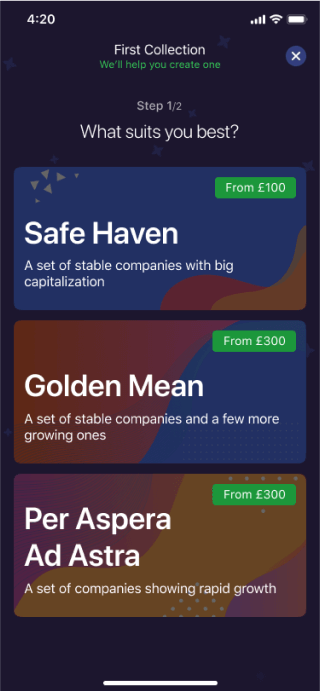 4:20
First Collection
We'll help you create one
Step 1/2
What suits you best?
From £100
Safe Haven
A set of stable companies with big
capitalization
From £300
Golden Mean
A set of stable companies and a few more
growing ones
From £300
Per Aspera
Ad Astra
A set of companies showing rapid growth